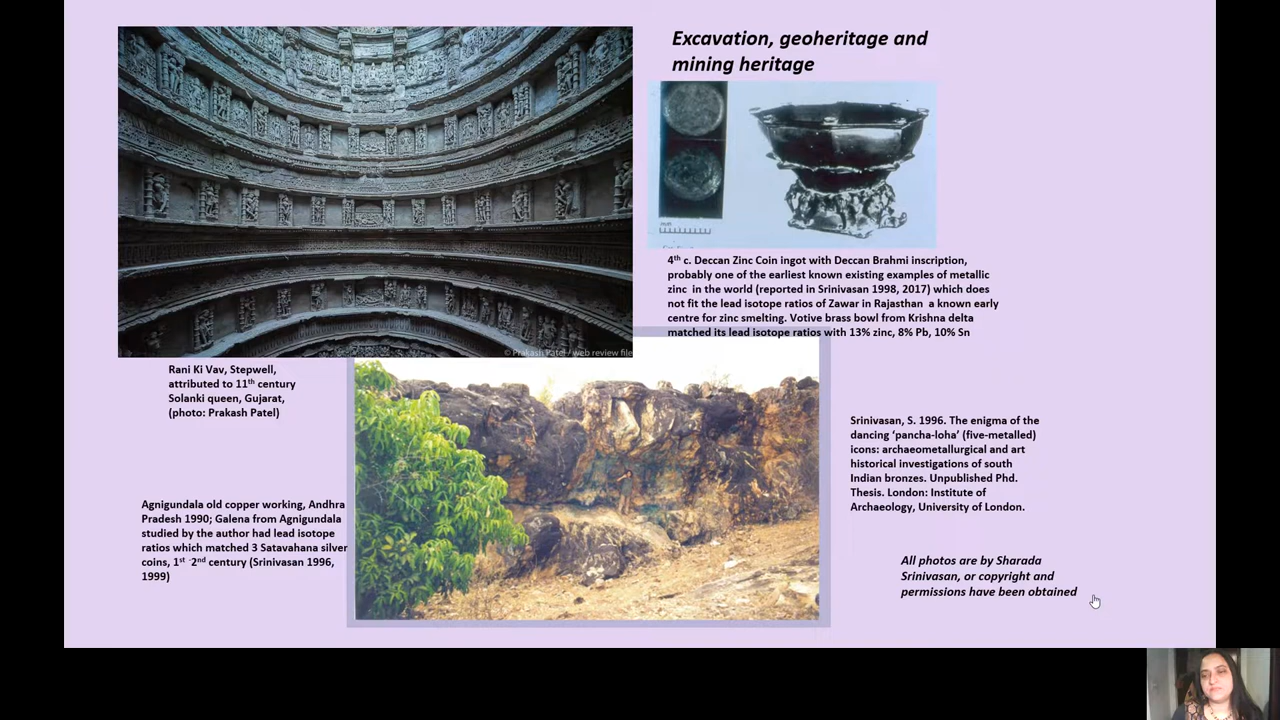 Excavation, geoheritage and
mining heritage
4th c. Deccan Zinc Coin ingot with Deccan Brahmi inscription,
probably one of the earliest known existing examples of metallic
zinc in the world (reported in Srinivasan 1998, 2017) which does
not fit the lead isotope ratios of Zawar in Rajasthan a known early
centre for zinc smelting. Votive brass bowl from Krishna delta
matched its lead isotope ratios with 13% zinc, 8% Pb, 10% Sn
© Prakash Patel / web review file
Rani Ki Vav, Stepwell,
attributed to 11th century
Solanki queen, Gujarat,
(photo: Prakash Patel)
Agnigundala old copper working, Andhra
Pradesh 1990; Galena from Agnigundala
studied by the author had lead isotope
ratios which matched 3 Satavahana silver
coins, 1st -2nd century (Srinivasan 1996,
1999)
Srinivasan, S. 1996. The enigma of the
dancing ‘pancha-loha’ (five-metalled)
icons: archaeometallurgical and art
historical investigations of south
Indian bronzes. Unpublished Phd.
Thesis. London: Institute of
Archaeology, University of London.
All photos are by Sharada
Srinivasan, or copyright and
permissions have been obtained